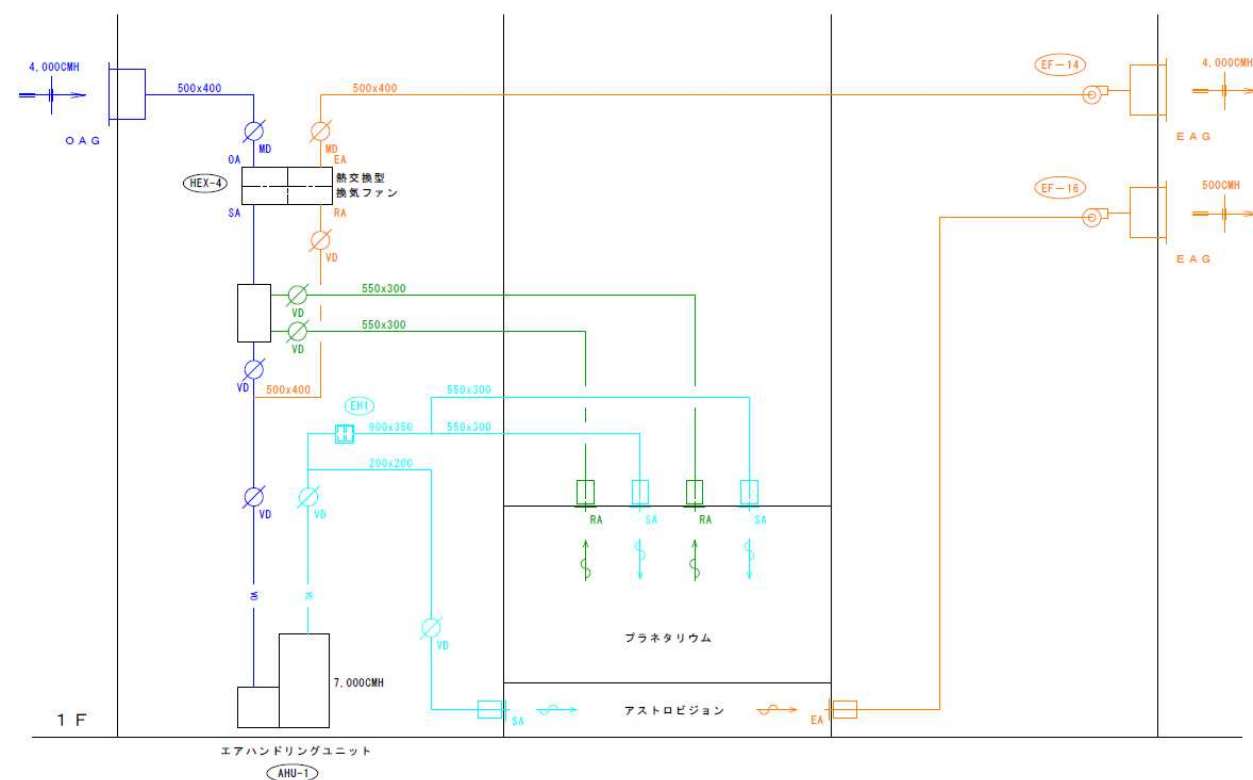 4,000CMH
500x400
OAG
MD
OA
HEX-4
熱交換型
換気ファン
SA
500x400
MD
EA
RA
VD
EF-14
4,000CMH
EAG
EF-16
500CMH
EAG
550x300
VD
550x300
VD
VD
500x400
EH1
550x300
900x350
550x300
200x200
VD
VD
RA
SA
RA
SA
プラネタリウム
VD
7,000CMH
SA
アストロビジョン
EA
1F
エアハンドリングユニット
AHU-1